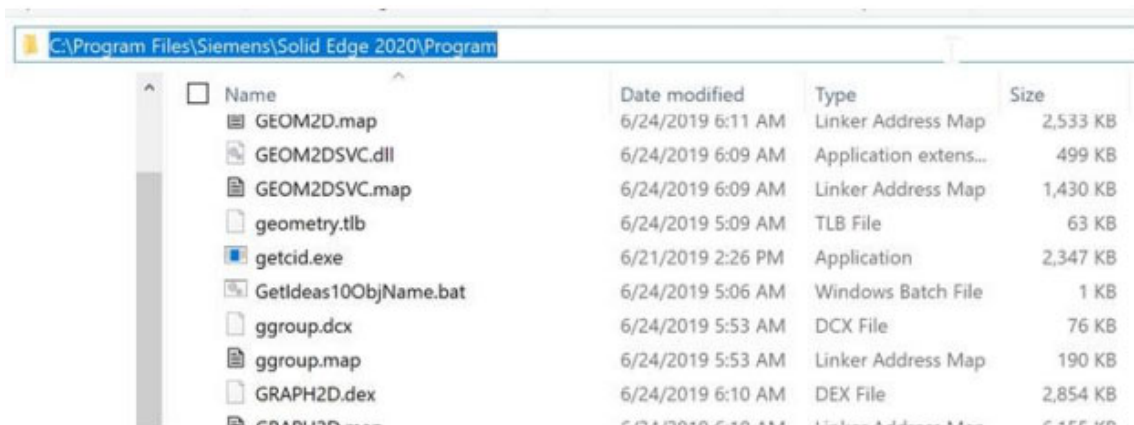 C:\Program Files\Siemens\Solid Edge 2020\Program
Name Date modified Type Size
GEOM2D.map 6/24/2019 6:11 AM Linker Address Map 2,533 KB
GEOM2DSVC.dll 6/24/2019 6:09 AM Application extens... 499 KB
GEOM2DSVC.map 6/24/2019 6:09 AM Linker Address Map 1,430 KB
geometry.tlb 6/24/2019 5:09 AM TLB File 63 KB
getcid.exe 6/21/2019 2:26 PM Application 2,347 KB
GetIdeas10ObjName.bat 6/24/2019 5:06 AM Windows Batch File 1 KB
ggroup.dcx 6/24/2019 5:53 AM DCX File 76 KB
ggroup.map 6/24/2019 5:53 AM Linker Address Map 190 KB
GRAPH2D.dex 6/24/2019 6:10 AM DEX File 2,854 KB